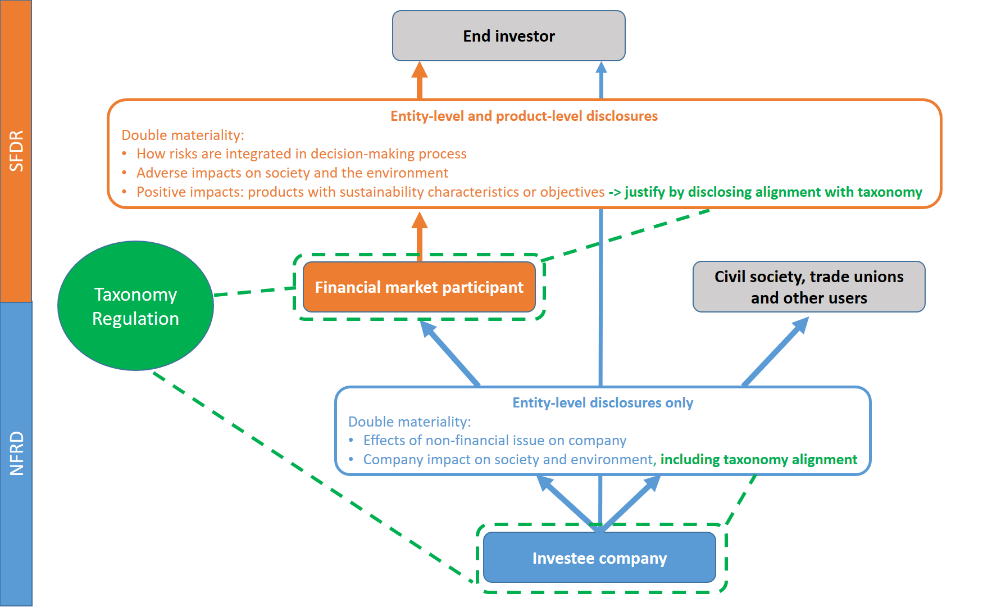 SFDR
End investor
Entity-level and product-level disclosures
Double materiality:
• How risks are integrated in decision-making process
• Adverse impacts on society and the environment
• Positive impacts: products with sustainability characteristics or objectives -> justify by disclosing alignment with taxonomy
Taxonomy
Regulation
Financial market participant
Civil society, trade unions
and other users
NFRD
Entity-level disclosures only
Double materiality:
• Effects of non-financial issue on company
• Company impact on society and environment, including taxonomy alignment
Investee company